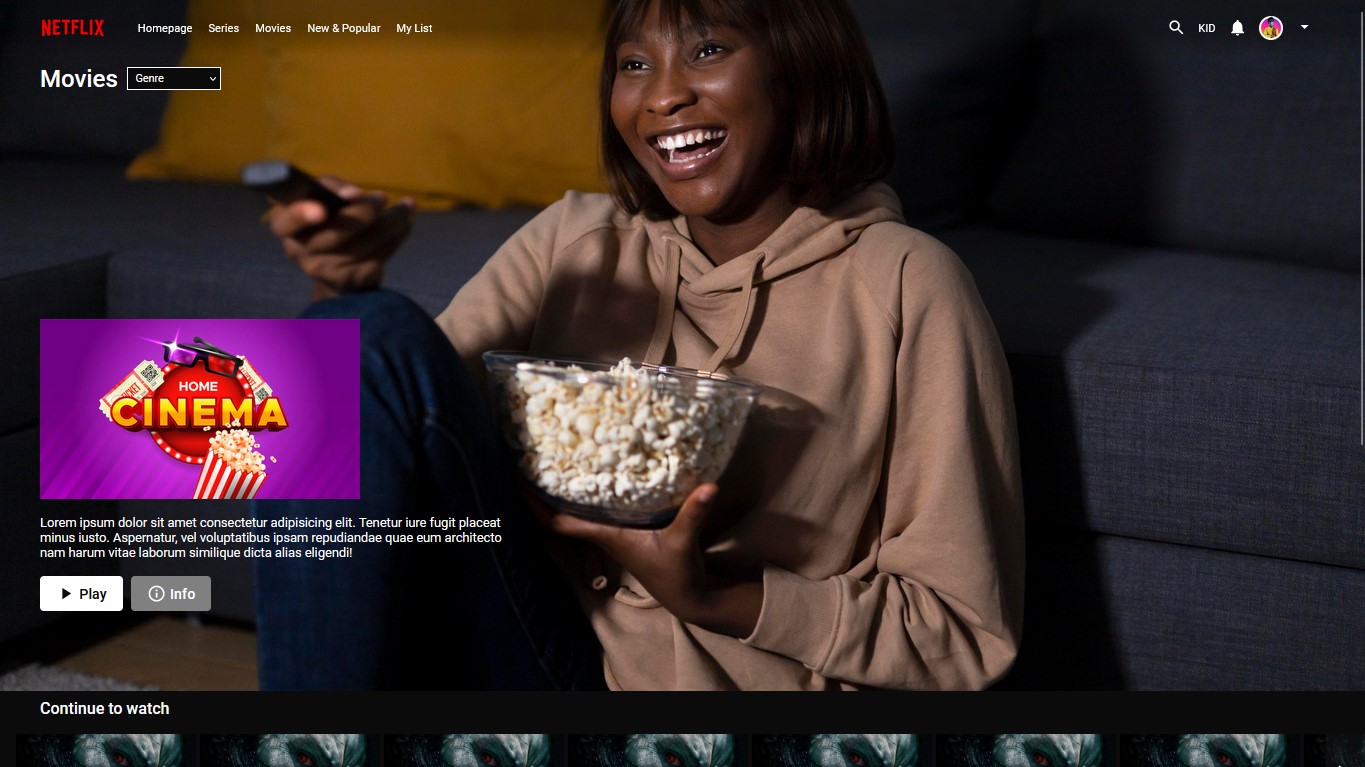 NETFLIX
Homepage
Series
Movies
New & Popular
My List
KID
Movies
Genre
HOME
CINEMA
Lorem ipsum dolor sit amet consectetur adipisicing elit. Tenetur iure fugit placeat
minus iusto. Aspernatur, vel voluptatibus ipsam repudiandae quae eum architecto
nam harum vitae laborum similique dicta alias eligendi!
Play
Info
Continue to watch